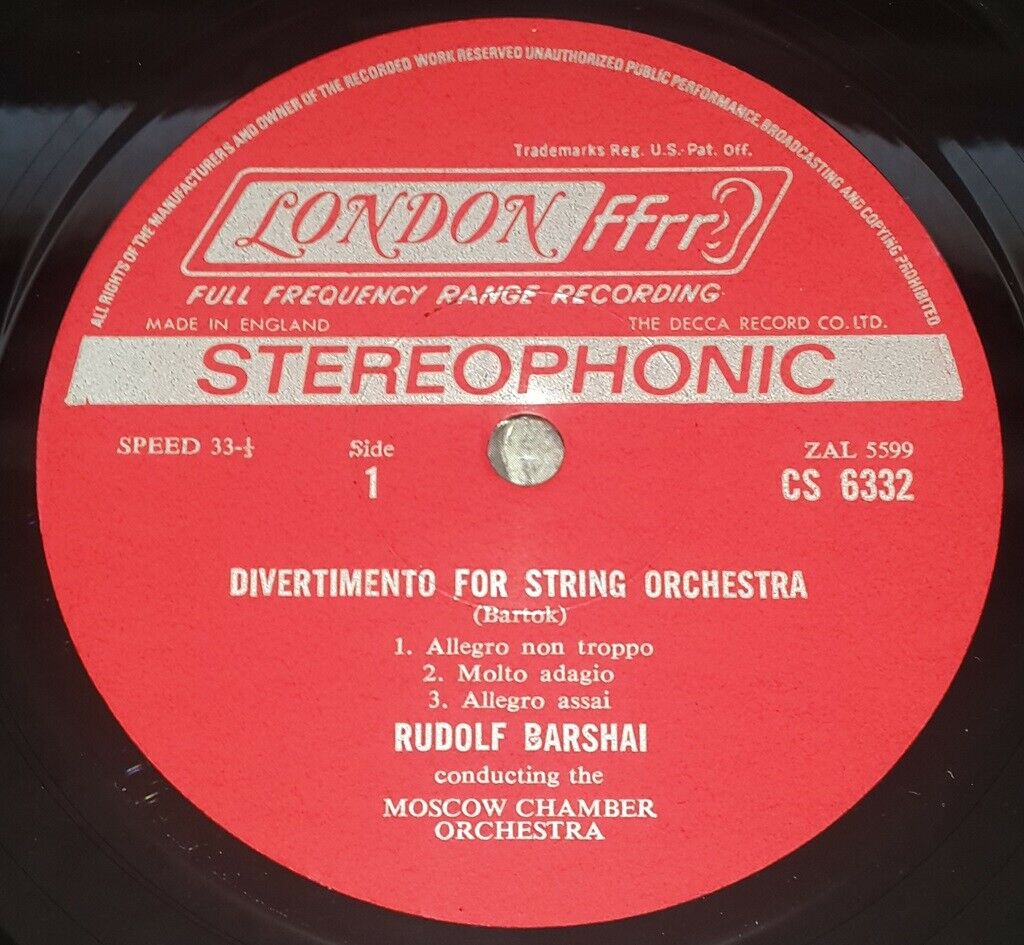 ALL RIGHTS OF THE MANUFACTURERS AND OWNER OF THE RECORDED WORK RESERVED UNAUTHORIZED PUBLIC PERFORMANCE, BROADCASTING AND COPYING PROHIBITED
Trademarks Reg. U.S. Pat. Off.
LONDON ffrr
FULL FREQUENCY RANGE RECORDING
MADE IN ENGLAND THE DECCA RECORD CO. LTD.
STEREOPHONIC
SPEED 33-⅓ Side ZAL 5599
1 CS 6332
DIVERTIMENTO FOR STRING ORCHESTRA
(Bartok)
1. Allegro non troppo
2. Molto adagio
3. Allegro assai
RUDOLF BARSHAI
conducting the
MOSCOW CHAMBER
ORCHESTRA